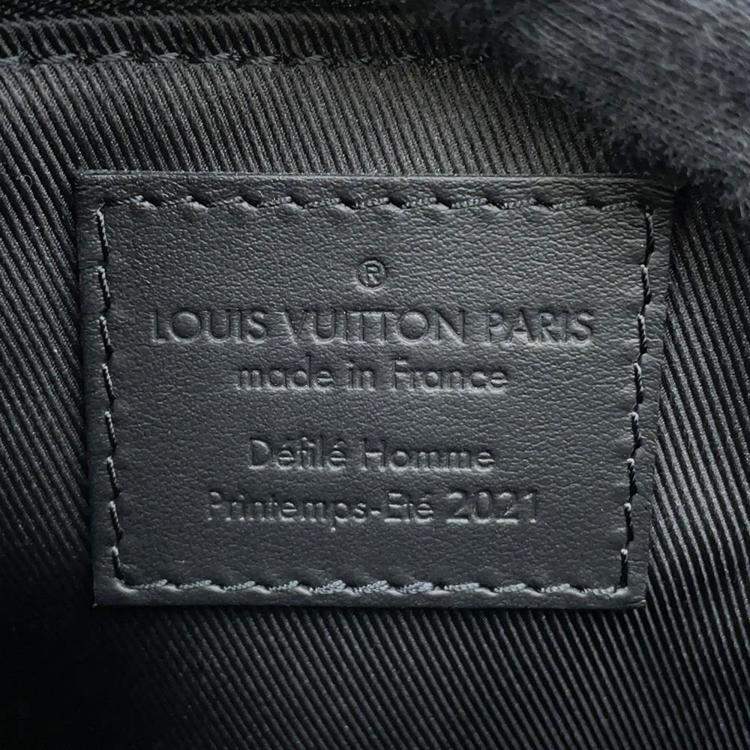 ®
LOUIS VUITTON PARIS
made in France
Défilé Homme
Printemps-Eté 2021